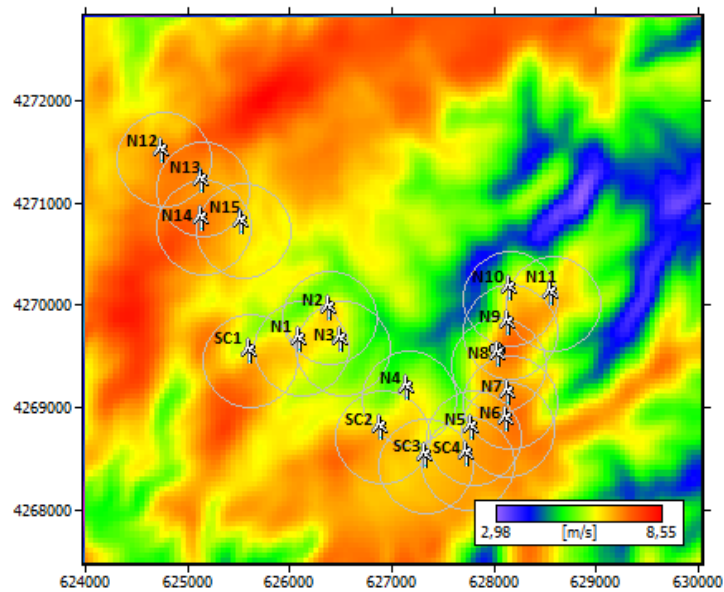 4272000
N12
N13
4271000
N14 N15
N10 N11
4270000
N2
N9
SC1 N1 N3
N8
N4
N7
4269000
SC2 N5 N6
SC3 SC4
4268000
2,98 [m/s] 8,55
624000 625000 626000 627000 628000 629000 630000